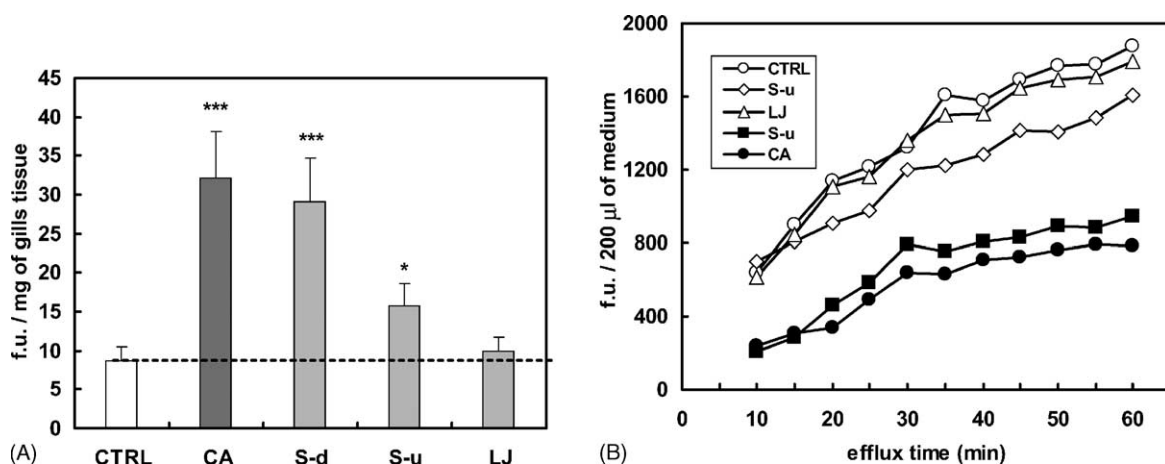 45
40
35
30
25
20
15
10
5
0
f.u. / mg of gills tissue
***
***
*
CTRL CA S-d S-u LJ
(A)
2000
1600
1200
800
400
0
f.u. / 200 µl of medium
CTRL
S-u
LJ
S-u
CA
0 10 20 30 40 50 60
efflux time (min)
(B)